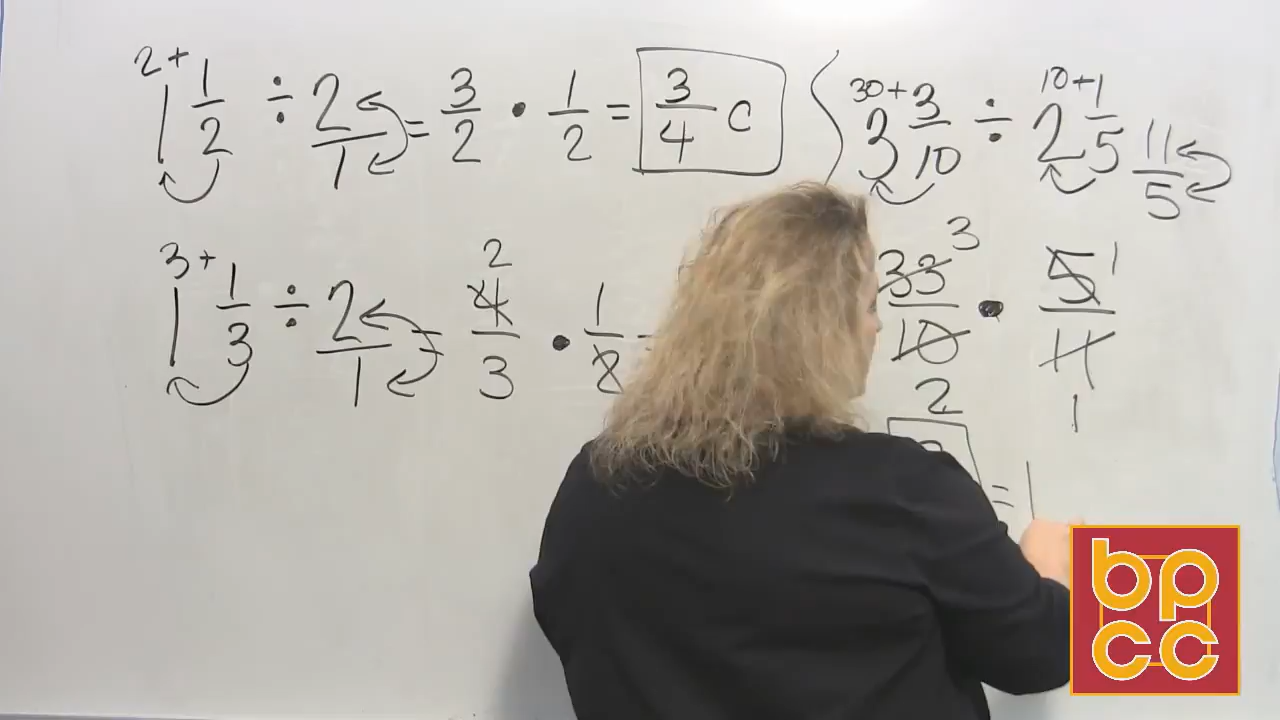 2+
1 1/2 ÷ 2/1 = 3/2 • 1/2 = 3/4 C
3+
1 1/3 ÷ 2/1 = 4/3 • 1/2 =
2
30+ 10+
3 3/10 ÷ 2 1/5 11/5
33/10 • 5/11
3 1
2 1
= 1
bp
cc